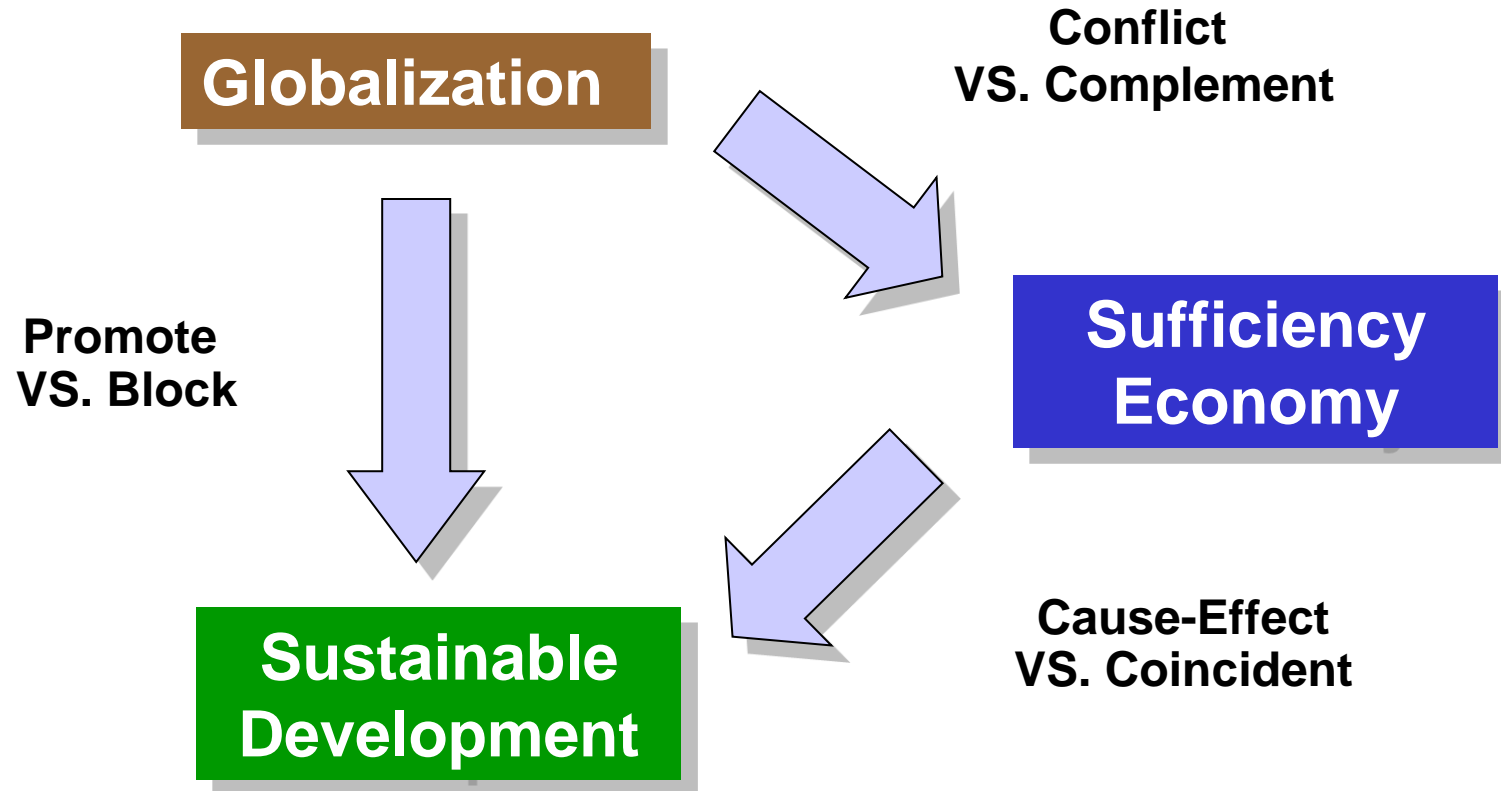 Globalization
Conflict
VS. Complement
Promote
VS. Block
Sufficiency
Economy
Sustainable
Development
Cause-Effect
VS. Coincident